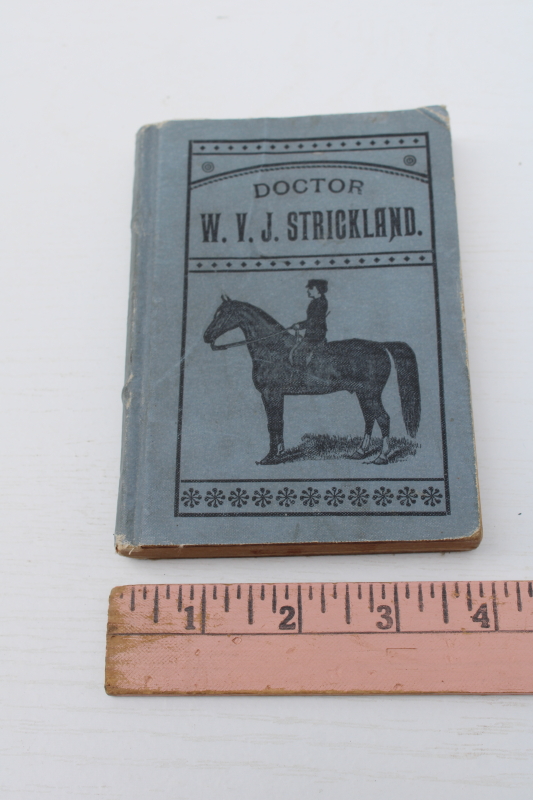 DOCTOR
W. V. J. STRICKLAND.
1 2 3 4